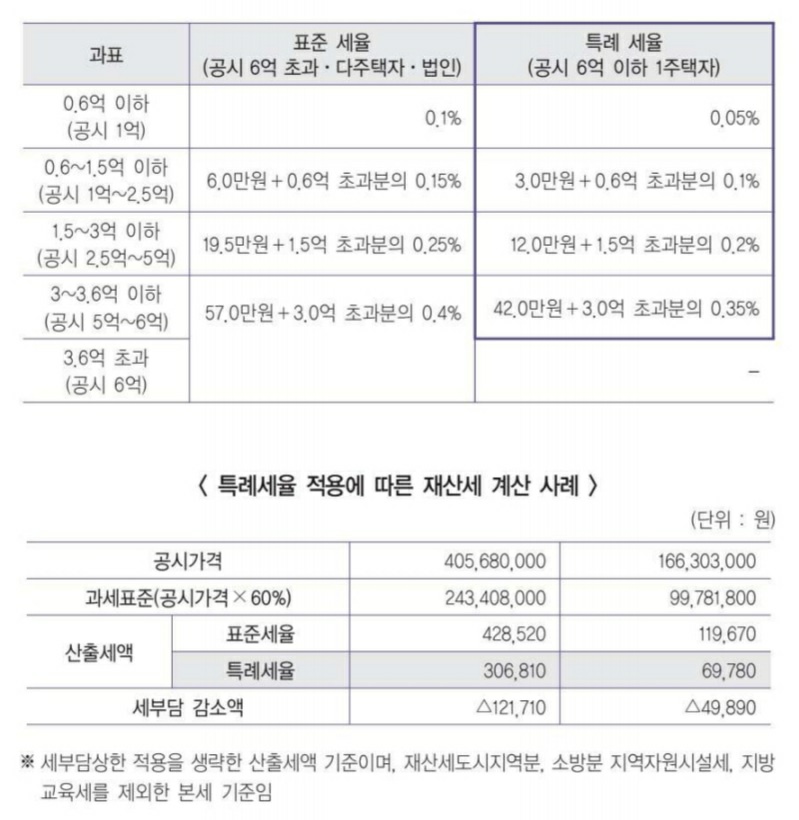 과표
표준 세율
(공시 6억 초과·다주택자·법인)
특례 세율
(공시 6억 이하 1주택자)
0.6억 이하
(공시 1억)
0.1%
0.05%
0.6~1.5억 이하
(공시 1억~2.5억)
6.0만원+0.6억 초과분의 0.15%
3.0만원+0.6억 초과분의 0.1%
1.5~3억 이하
(공시 2.5억~5억)
19.5만원+1.5억 초과분의 0.25%
12.0만원+1.5억 초과분의 0.2%
3~3.6억 이하
(공시 5억~6억)
57.0만원+3.0억 초과분의 0.4%
42.0만원+3.0억 초과분의 0.35%
3.6억 초과
(공시 6억)
–
< 특례세율 적용에 따른 재산세 계산 사례 >
(단위 : 원)
공시가격 405,680,000 166,303,000
과세표준(공시가격×60%) 243,408,000 99,781,800
산출세액
표준세율 428,520 119,670
특례세율 306,810 69,780
세부담 감소액 △121,710 △49,890
※ 세부담상한 적용을 생략한 산출세액 기준이며, 재산세도시지역분, 소방분 지역자원시설세, 지방
교육세를 제외한 본세 기준임